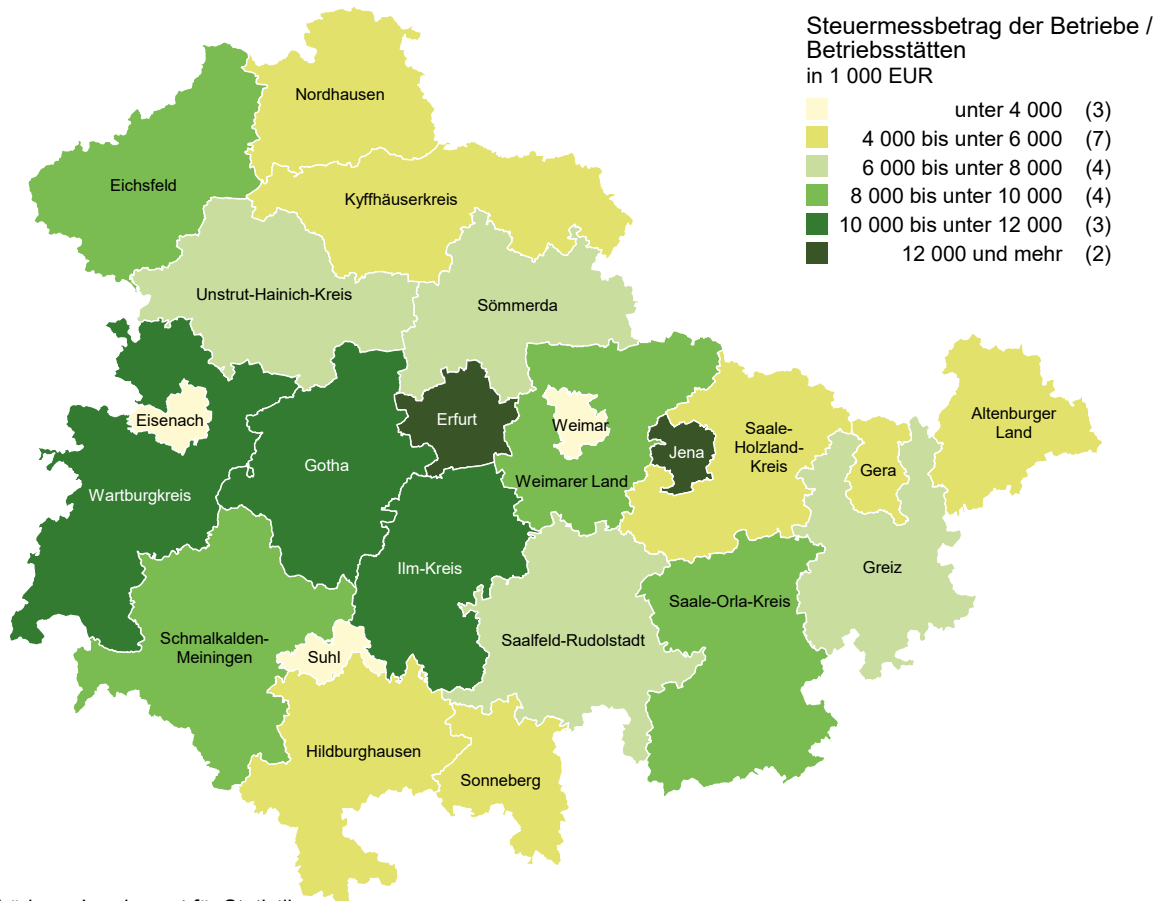 Steuermessbetrag der Betriebe /
Betriebsstätten
in 1 000 EUR
unter 4 000 (3)
4 000 bis unter 6 000 (7)
6 000 bis unter 8 000 (4)
8 000 bis unter 10 000 (4)
10 000 bis unter 12 000 (3)
12 000 und mehr (2)
Nordhausen
Eichsfeld
Kyffhäuserkreis
Unstrut-Hainich-Kreis
Sömmerda
Eisenach
Erfurt
Weimar
Jena
Saale-
Holzland-
Kreis
Altenburger
Land
Gera
Gotha
Wartburgkreis
Weimarer Land
Ilm-Kreis
Greiz
Saale-Orla-Kreis
Schmalkalden-
Meiningen
Suhl
Saalfeld-Rudolstadt
Hildburghausen
Sonneberg